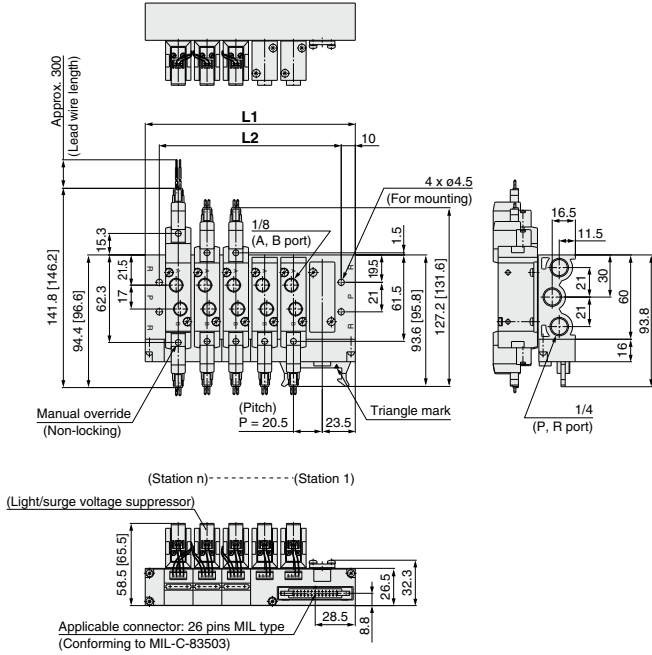 Approx. 300
(Lead wire length)
L1
L2
10
4 x ø4.5
(For mounting)
1/8
(A, B port)
15.3
1.5
141.8 [146.2]
94.4 [96.6]
62.3
21.5
17
R
P
R
R
P
R
19.5
21
61.5
93.6 [95.8]
127.2 [131.6]
16.5
11.5
21
21
30
60
16
93.8
Manual override
(Non-locking)
(Pitch)
P = 20.5
23.5
Triangle mark
1/4
(P, R port)
(Station n)
(Station 1)
(Light/surge voltage suppressor)
58.5 [65.5]
26.5
32.3
8.8
28.5
Applicable connector: 26 pins MIL type
(Conforming to MIL-C-83503)